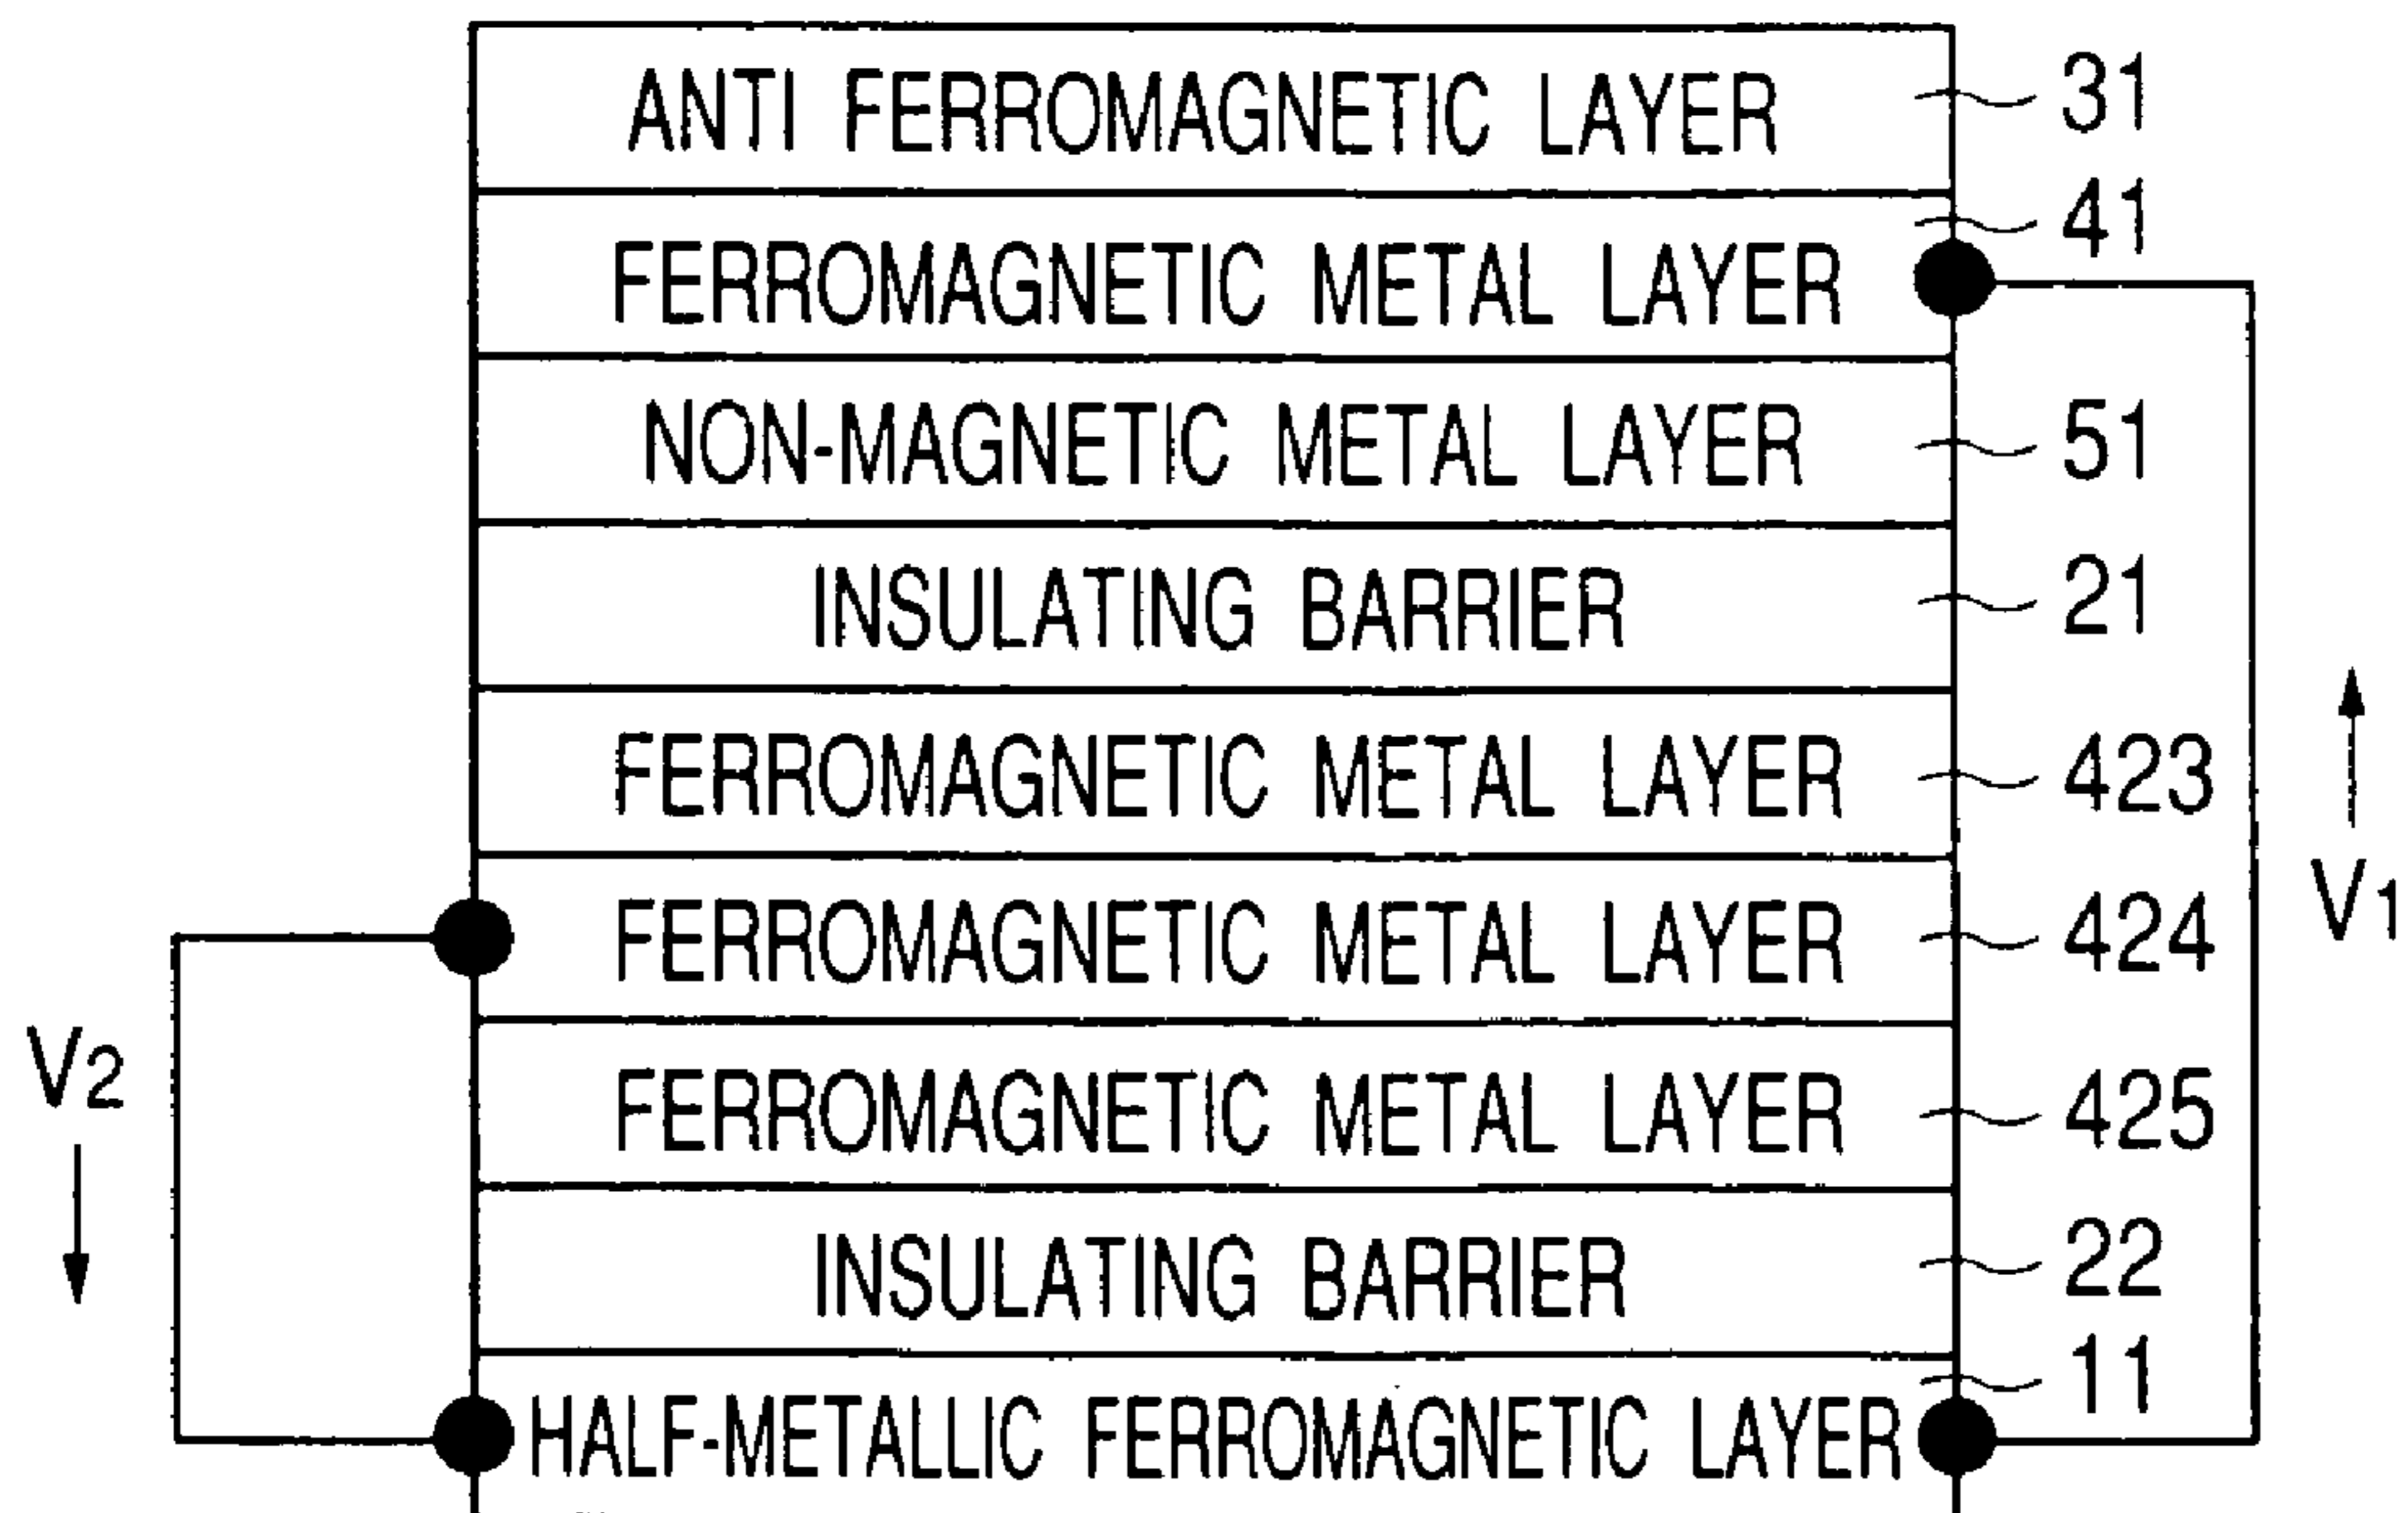 ANTI FERROMAGNETIC LAYER 31
FERROMAGNETIC METAL LAYER 41
NON-MAGNETIC METAL LAYER 51
INSULATING BARRIER 21
FERROMAGNETIC METAL LAYER 423
FERROMAGNETIC METAL LAYER 424
V1
FERROMAGNETIC METAL LAYER 425
V2
INSULATING BARRIER 22
HALF-METALLIC FERROMAGNETIC LAYER 11